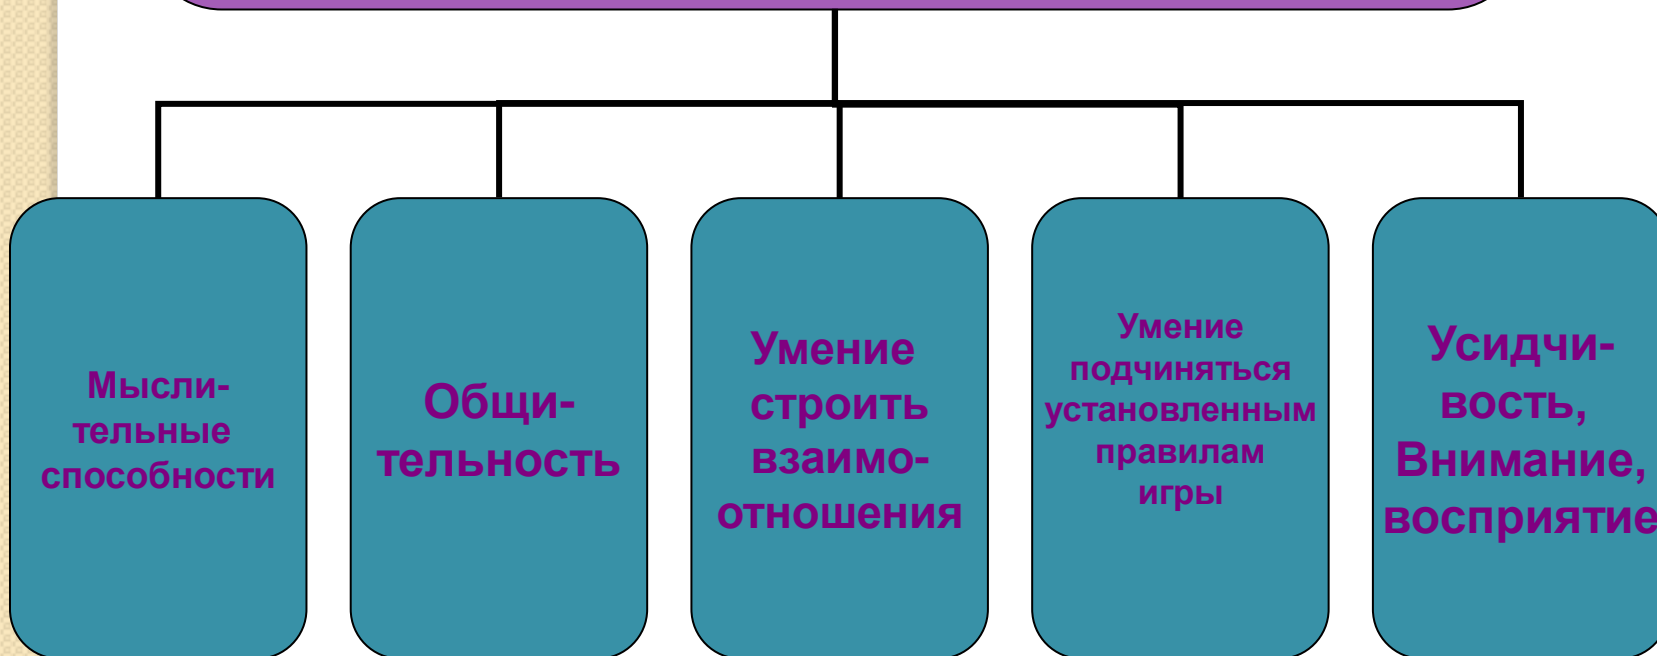 Мысли-
тельные
способности
Общи-
тельность
Умение
строить
взаимо-
отношения
Умение
подчиняться
установленным
правилам
игры
Усидчи-
вость,
Внимание,
восприятие